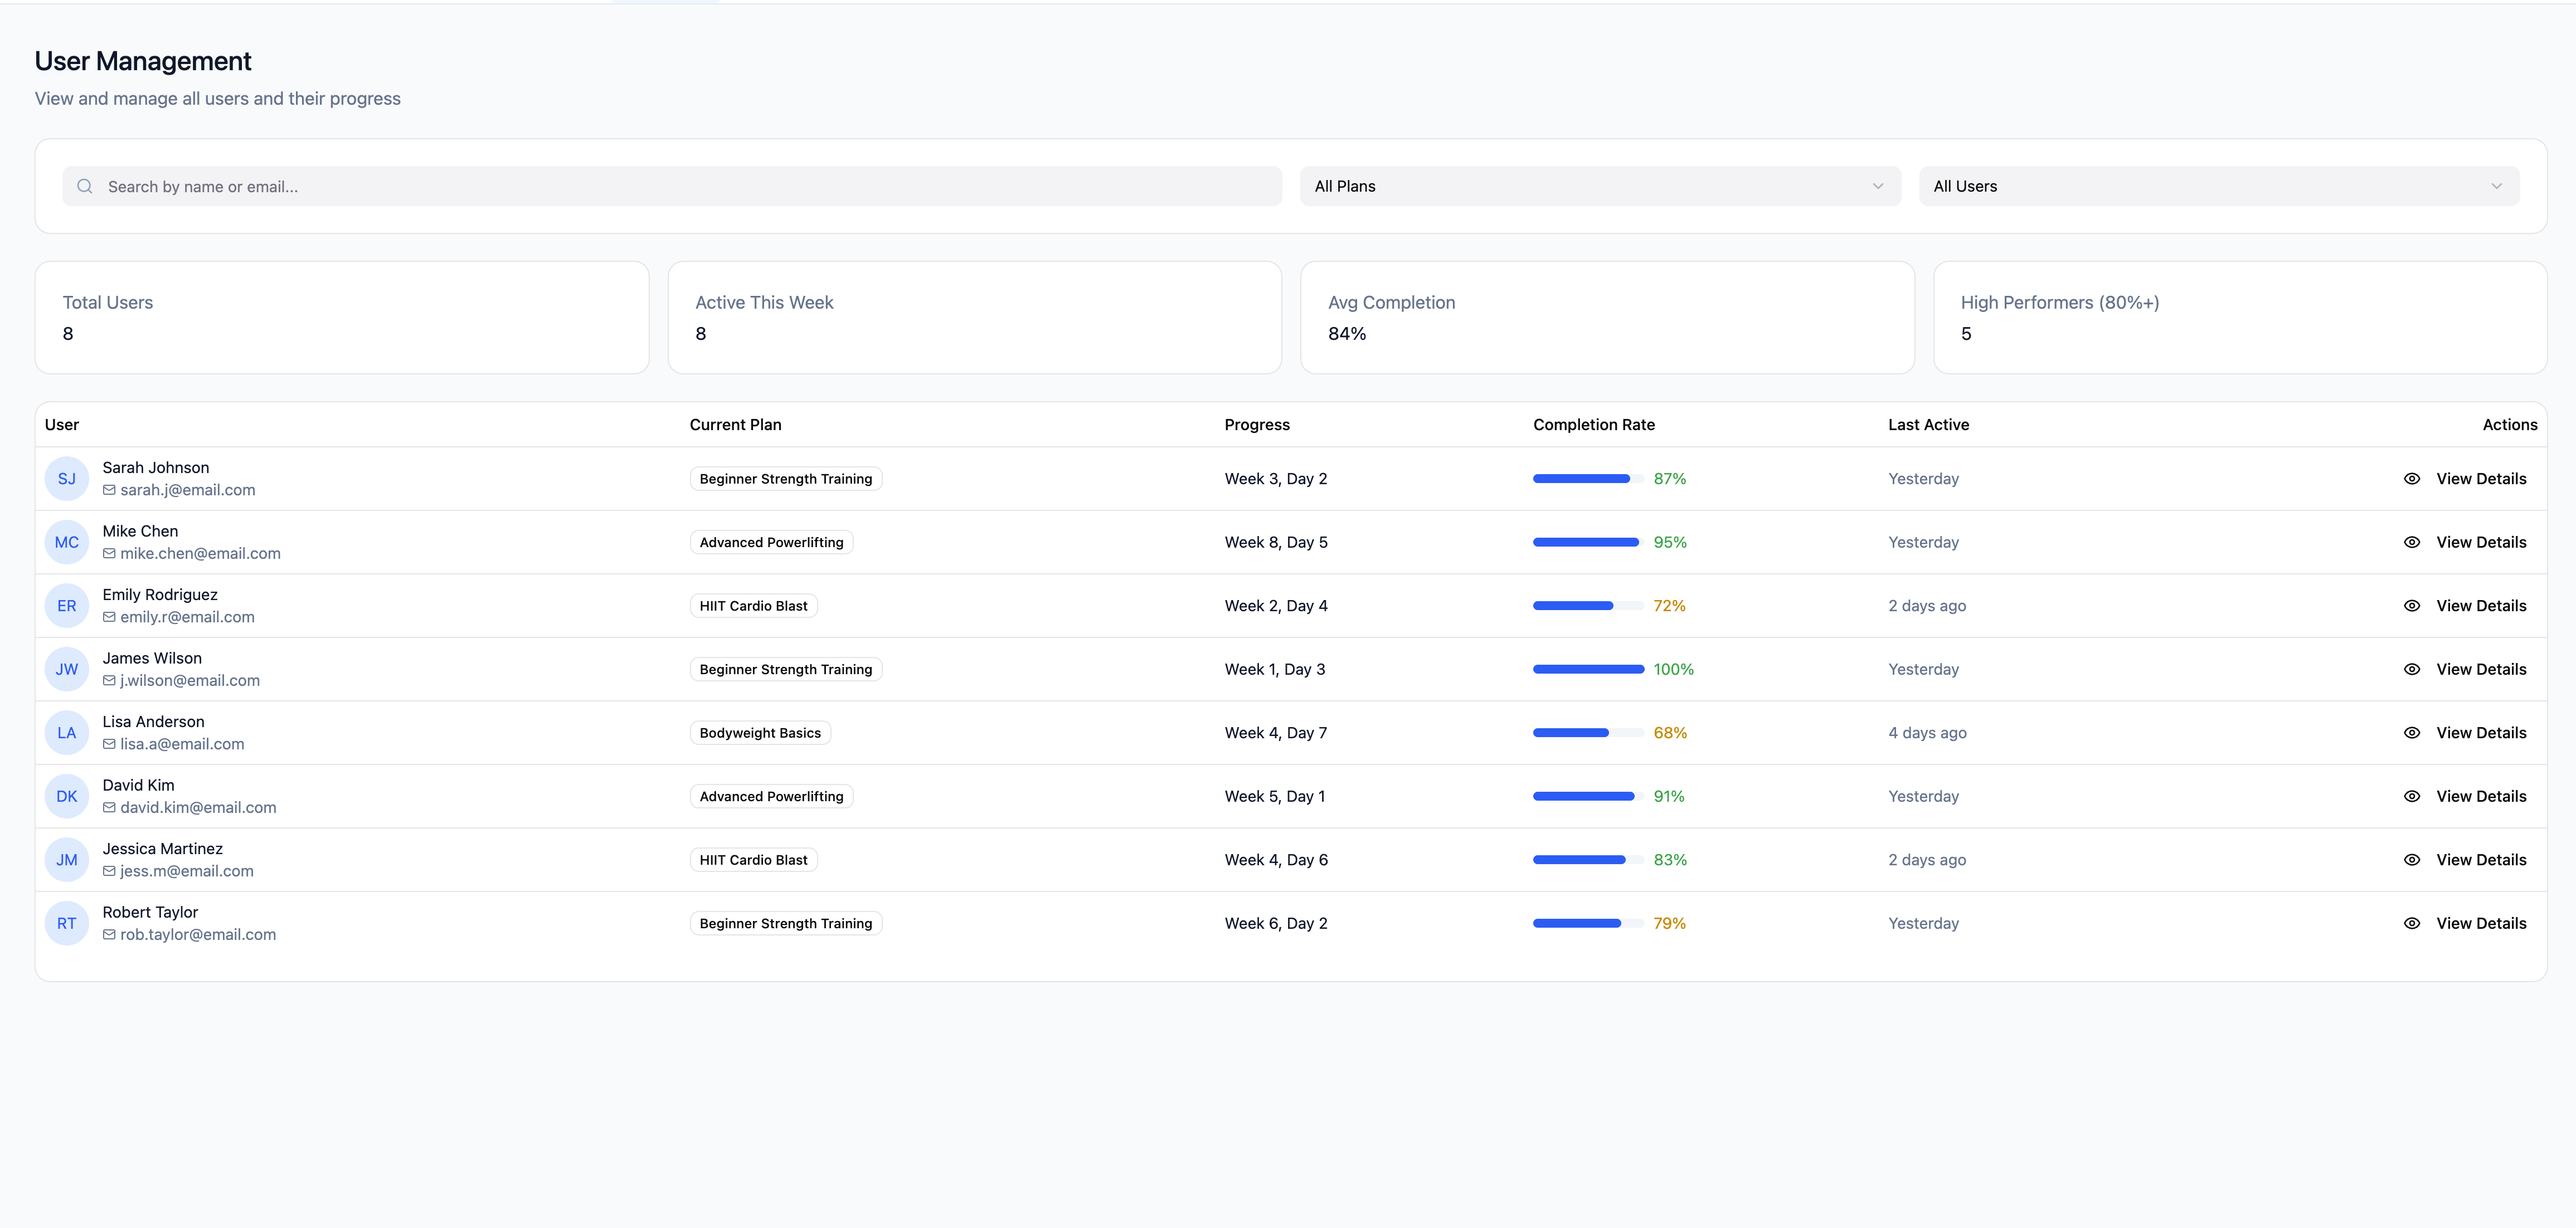 User Management
View and manage all users and their progress
Search by name or email...
All Plans
All Users
Total Users
8
Active This Week
8
Avg Completion
84%
High Performers (80%+)
5
User Current Plan Progress Completion Rate Last Active Actions
SJ
Sarah Johnson
sarah.j@email.com
Beginner Strength Training
Week 3, Day 2
87%
Yesterday
View Details
MC
Mike Chen
mike.chen@email.com
Advanced Powerlifting
Week 8, Day 5
95%
Yesterday
View Details
ER
Emily Rodriguez
emily.r@email.com
HIIT Cardio Blast
Week 2, Day 4
72%
2 days ago
View Details
JW
James Wilson
j.wilson@email.com
Beginner Strength Training
Week 1, Day 3
100%
Yesterday
View Details
LA
Lisa Anderson
lisa.a@email.com
Bodyweight Basics
Week 4, Day 7
68%
4 days ago
View Details
DK
David Kim
david.kim@email.com
Advanced Powerlifting
Week 5, Day 1
91%
Yesterday
View Details
JM
Jessica Martinez
jess.m@email.com
HIIT Cardio Blast
Week 4, Day 6
83%
2 days ago
View Details
RT
Robert Taylor
rob.taylor@email.com
Beginner Strength Training
Week 6, Day 2
79%
Yesterday
View Details